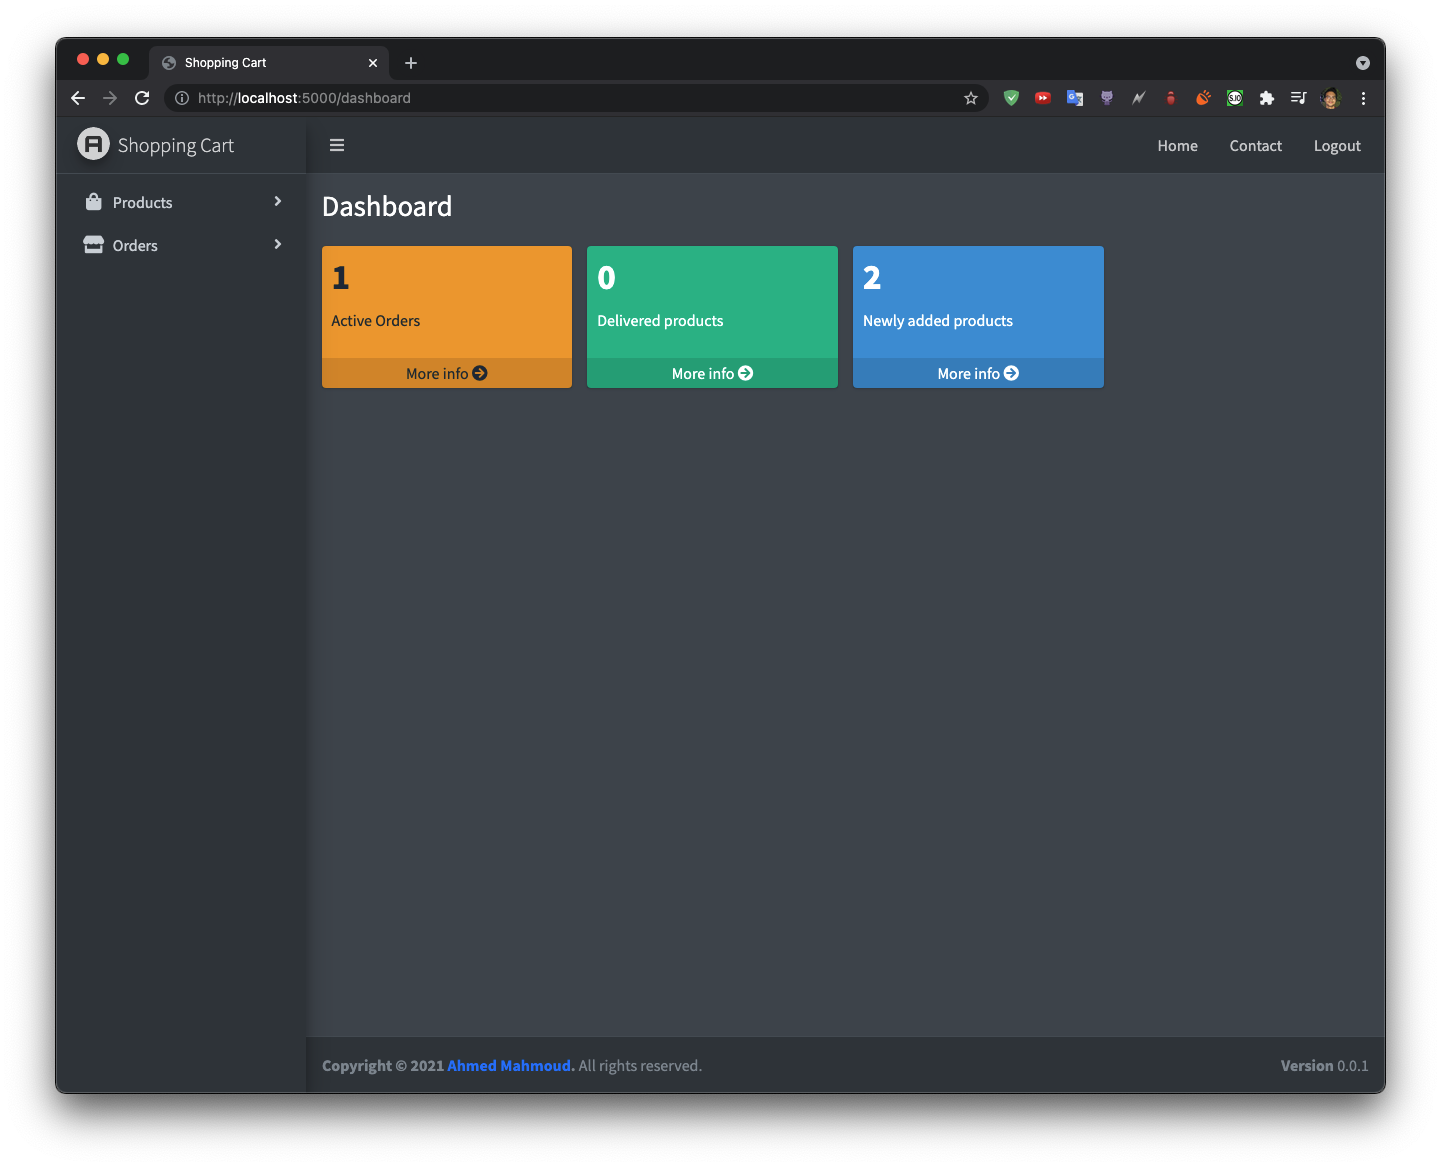 Shopping Cart
http://localhost:5000/dashboard
Shopping Cart
Home Contact Logout
Products
Orders
Dashboard
1
Active Orders
More info
0
Delivered products
More info
2
Newly added products
More info
Copyright © 2021 Ahmed Mahmoud. All rights reserved.
Version 0.0.1